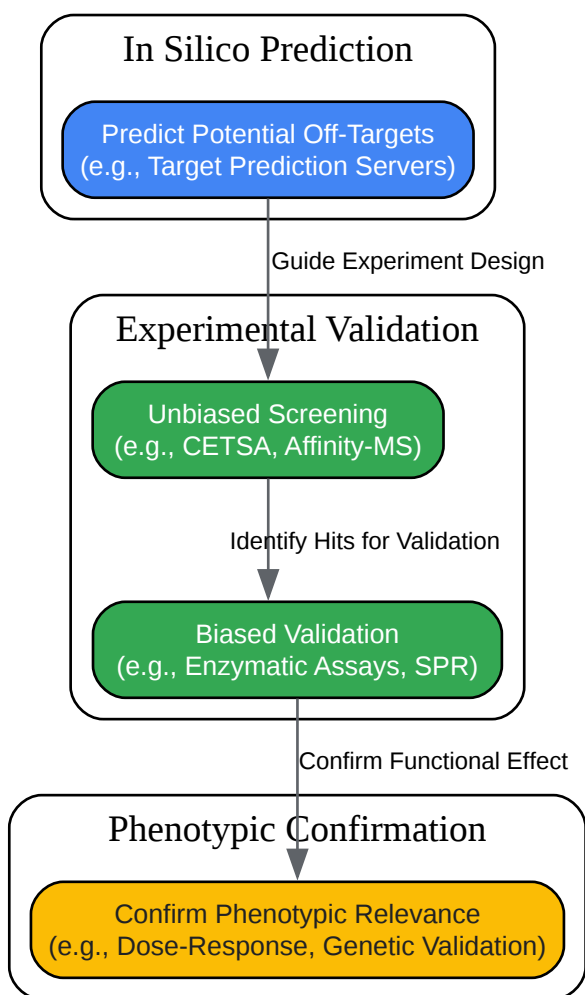 In Silico Prediction
Predict Potential Off-Targets
(e.g., Target Prediction Servers)
Guide Experiment Design
Experimental Validation
Unbiased Screening
(e.g., CETSA, Affinity-MS)
Identify Hits for Validation
Biased Validation
(e.g., Enzymatic Assays, SPR)
Confirm Functional Effect
Phenotypic Confirmation
Confirm Phenotypic Relevance
(e.g., Dose-Response, Genetic Validation)